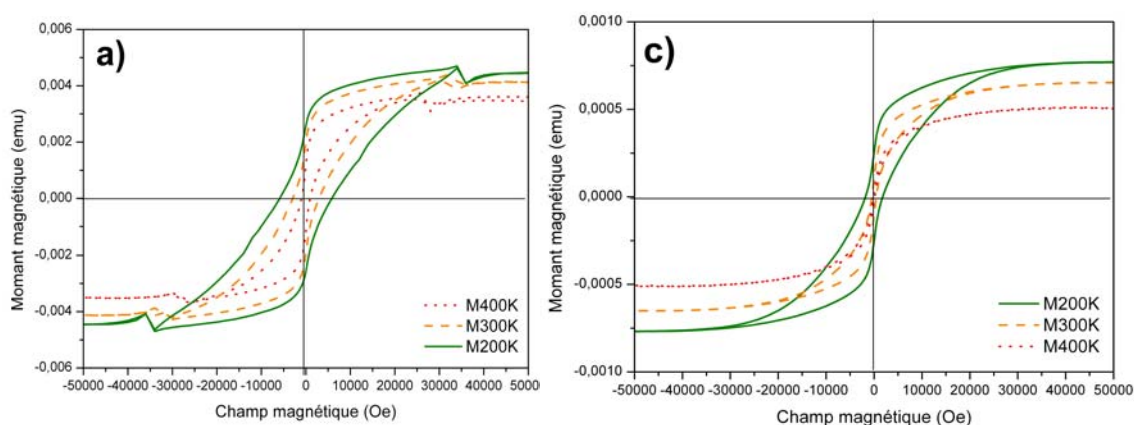 a)
Momant magnétique (emu)
0,006
0,004
0,002
0,000
-0,002
-0,004
-0,006
M400K
M300K
M200K
-50000 -40000 -30000 -20000 -10000 0 10000 20000 30000 40000 5000
Champ magnétique (Oe)
c)
Momant magnétique (emu)
0,0010
0,0005
0,0000
-0,0005
-0,0010
M200K
M300K
M400K
-50000 -40000 -30000 -20000 -10000 0 10000 20000 30000 40000 50000
Champ magnétique (Oe)